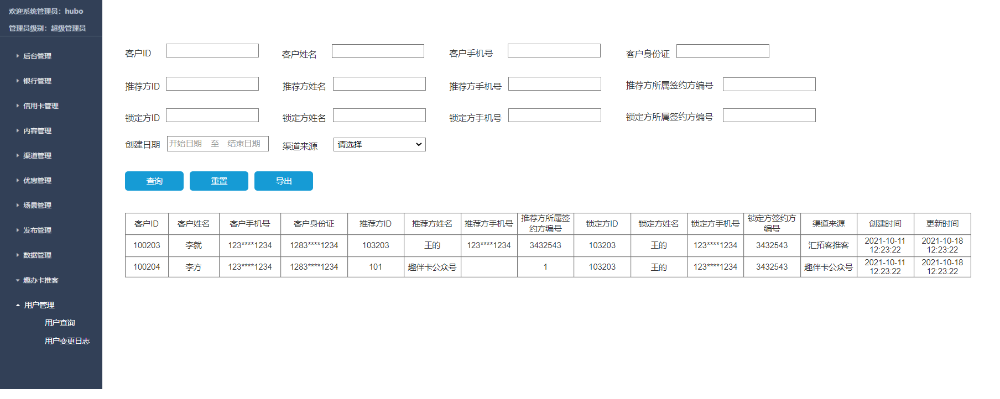 欢迎系统管理员：hubo
管理员级别：超级管理员
后台管理
银行管理
信用卡管理
内容管理
渠道管理
优惠管理
场景管理
发布管理
数据管理
趣办卡推客
用户管理
用户查询
用户变更日志
客户ID 客户姓名 客户手机号 客户身份证
推荐方ID 推荐方姓名 推荐方手机号 推荐方所属签约方编号
锁定方ID 锁定方姓名 锁定方手机号 锁定方所属签约方编号
创建日期 开始日期 至 结束日期 渠道来源 请选择
查询 重置 导出
客户ID 客户姓名 客户手机号 客户身份证 推荐方ID 推荐方姓名 推荐方手机号 推荐方所属签约方编号 锁定方ID 锁定方姓名 锁定方手机号 锁定方签约方编号 渠道来源 创建时间 更新时间
100203 李就 123****1234 1283****1234 103203 王的 123****1234 3432543 103203 王的 123****1234 3432543 汇拓客推客 2021-10-11 12:23:22 2021-10-18 12:23:22
100204 李方 123****1234 1283****1234 101 趣伴卡公众号 1 103203 王的 123****1234 3432543 趣伴卡公众号 2021-10-11 12:23:22 2021-10-18 12:23:22